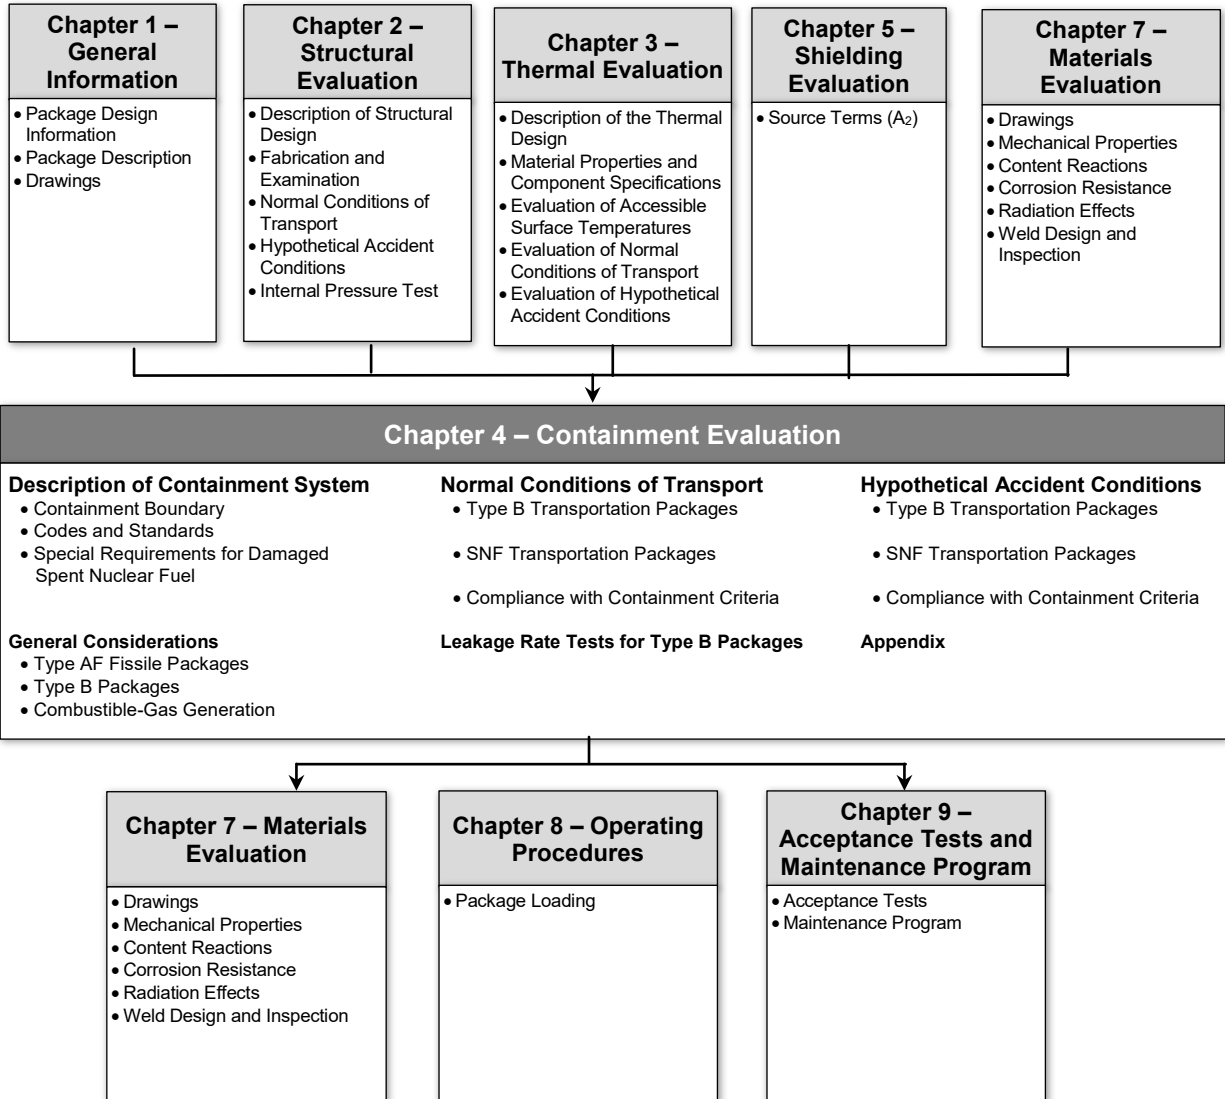 Chapter 1 –
General
Information
• Package Design
Information
• Package Description
• Drawings
Chapter 2 –
Structural
Evaluation
• Description of Structural
Design
• Fabrication and
Examination
• Normal Conditions of
Transport
• Hypothetical Accident
Conditions
• Internal Pressure Test
Chapter 3 –
Thermal Evaluation
• Description of the Thermal
Design
• Material Properties and
Component Specifications
• Evaluation of Accessible
Surface Temperatures
• Evaluation of Normal
Conditions of Transport
• Evaluation of Hypothetical
Accident Conditions
Chapter 5 –
Shielding
Evaluation
• Source Terms (A₂)
Chapter 7 –
Materials
Evaluation
• Drawings
• Mechanical Properties
• Content Reactions
• Corrosion Resistance
• Radiation Effects
• Weld Design and
Inspection
Chapter 4 – Containment Evaluation
Description of Containment System
• Containment Boundary
• Codes and Standards
• Special Requirements for Damaged
Spent Nuclear Fuel
Normal Conditions of Transport
• Type B Transportation Packages
• SNF Transportation Packages
• Compliance with Containment Criteria
Hypothetical Accident Conditions
• Type B Transportation Packages
• SNF Transportation Packages
• Compliance with Containment Criteria
General Considerations
• Type AF Fissile Packages
• Type B Packages
• Combustible-Gas Generation
Leakage Rate Tests for Type B Packages
Appendix
Chapter 7 – Materials
Evaluation
• Drawings
• Mechanical Properties
• Content Reactions
• Corrosion Resistance
• Radiation Effects
• Weld Design and Inspection
Chapter 8 – Operating
Procedures
• Package Loading
Chapter 9 –
Acceptance Tests and
Maintenance Program
• Acceptance Tests
• Maintenance Program